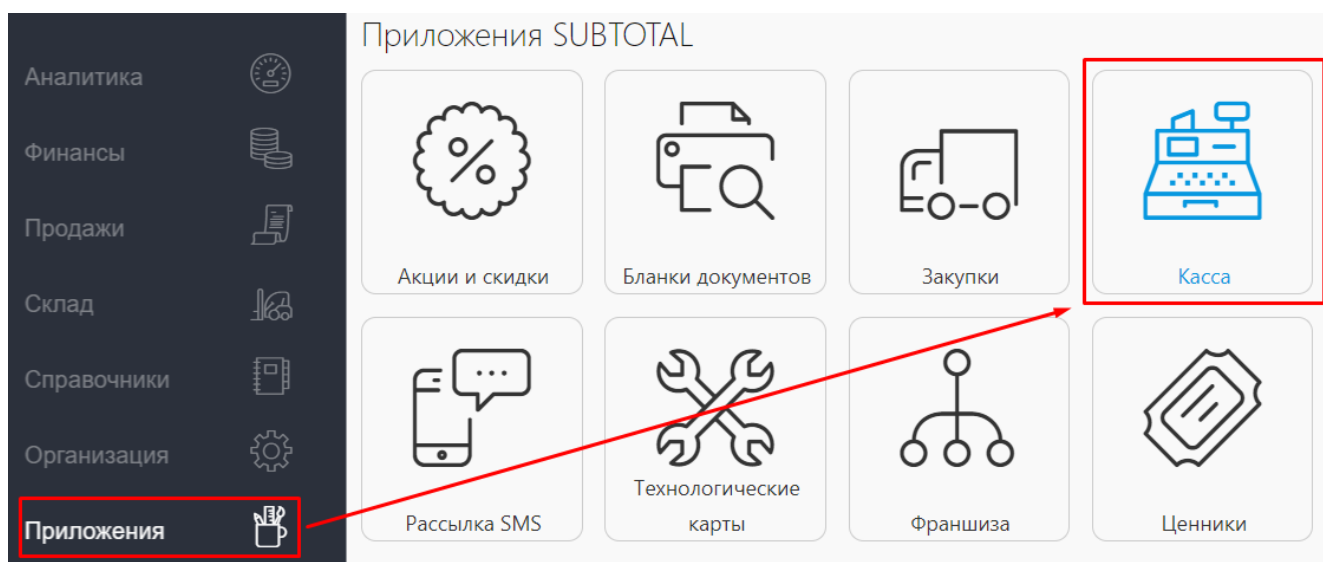 Приложения SUBTOTAL
Аналитика
Финансы
Продажи
Склад
Справочники
Организация
Приложения
Акции и скидки
Бланки документов
Закупки
Касса
Рассылка SMS
Технологические
карты
Франшиза
Ценники